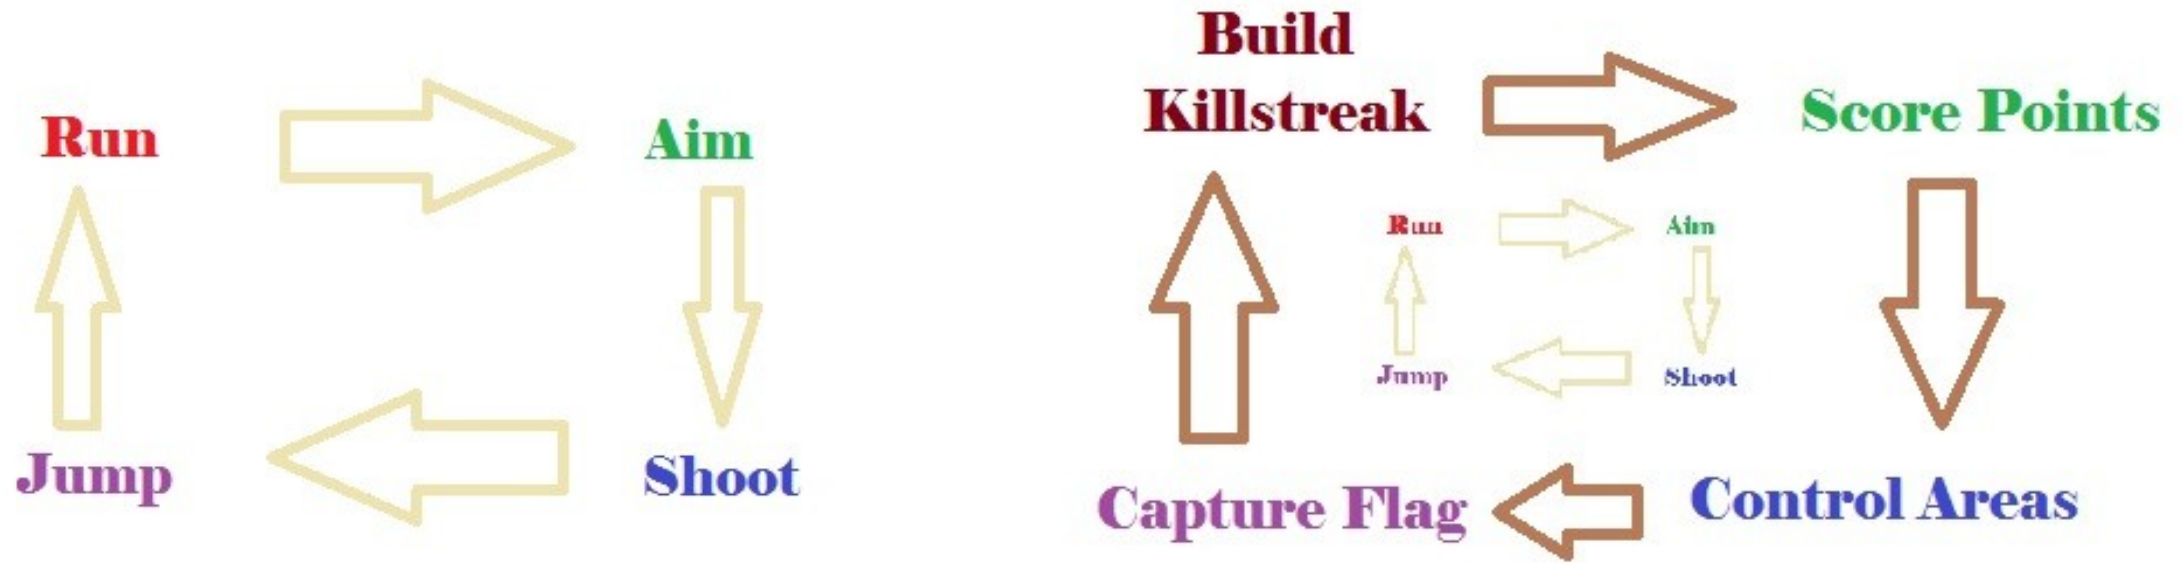 Run
Aim
Shoot
Jump
Build
Killstreak
Score Points
Run
Aim
Jump
Shoot
Capture Flag
Control Areas